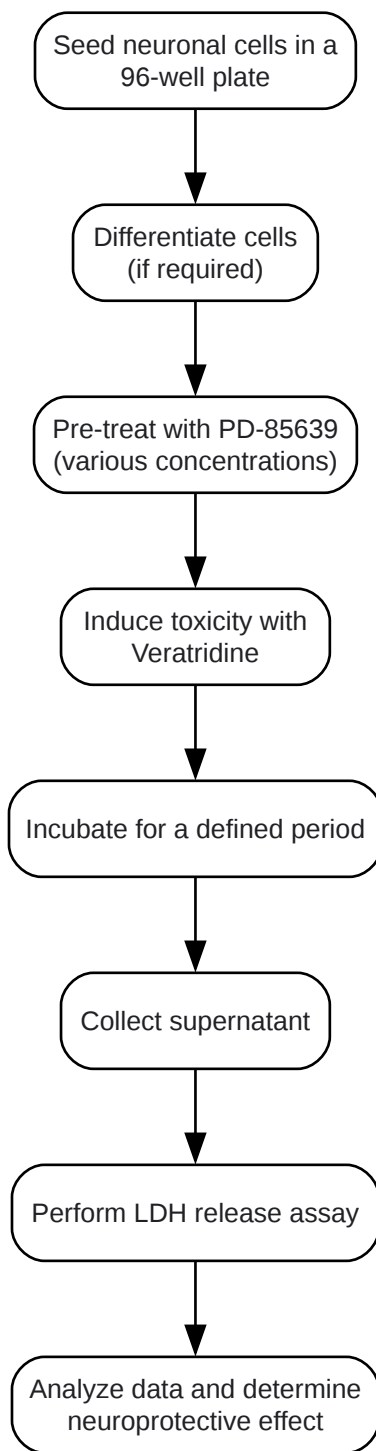 Seed neuronal cells in a
96-well plate
Differentiate cells
(if required)
Pre-treat with PD-85639
(various concentrations)
Induce toxicity with
Veratridine
Incubate for a defined period
Collect supernatant
Perform LDH release assay
Analyze data and determine
neuroprotective effect